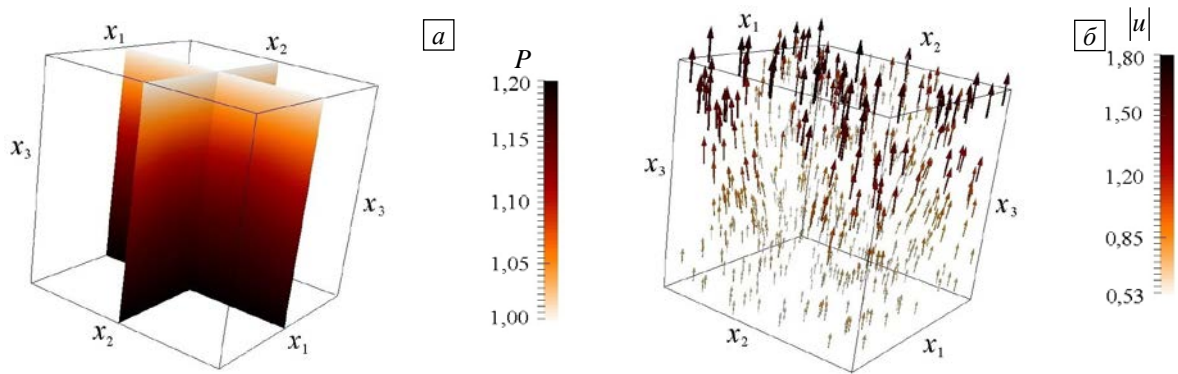 x₁
x₂
а
P
1,20
1,15
1,10
1,05
1,00
x₃
x₃
x₂
x₁
x₁
x₂
б
|u|
1,80
1,50
1,20
0,85
0,53
x₃
x₃
x₂
x₁